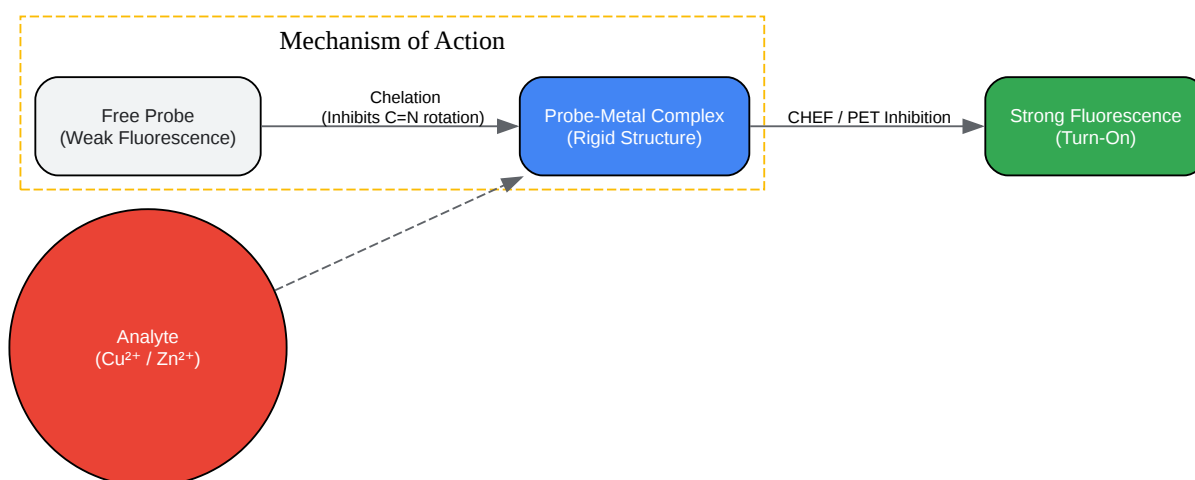 Mechanism of Action
Free Probe
(Weak Fluorescence)
Chelation
(Inhibits C=N rotation)
Probe-Metal Complex
(Rigid Structure)
CHEF / PET Inhibition
Strong Fluorescence
(Turn-On)
Analyte
(Cu²⁺ / Zn²⁺)